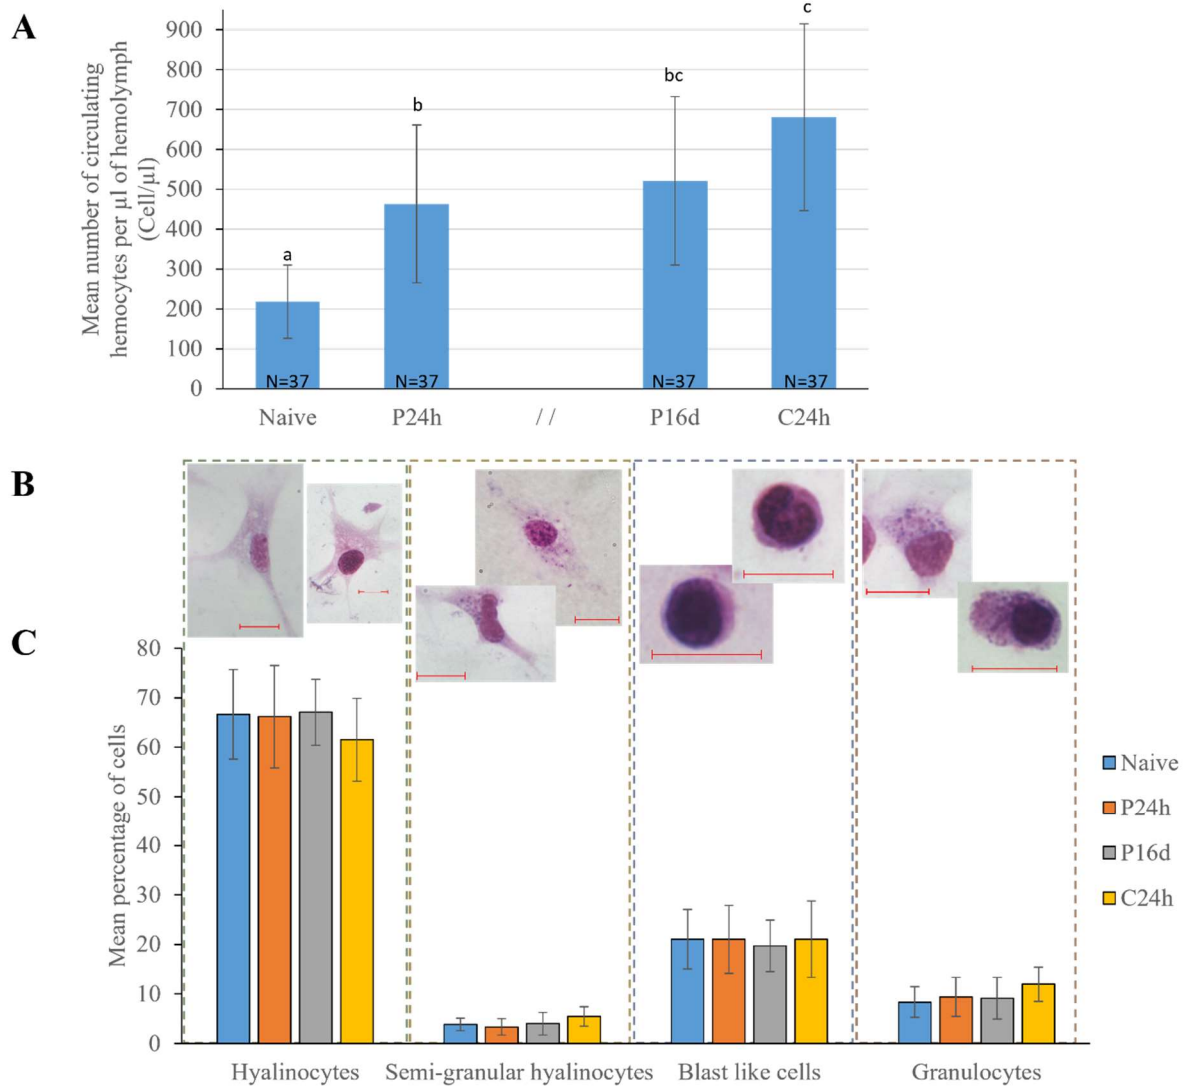 A
Mean number of circulating
hemocytes per µl of hemolymph
(Cell/µl)
900
800
700
600
500
400
300
200
100
0
a
b
bc
c
N=37
N=37
N=37
N=37
Naive
P24h
/ /
P16d
C24h
B
C
Mean percentage of cells
80
70
60
50
40
30
20
10
0
Hyalinocytes
Semi-granular hyalinocytes
Blast like cells
Granulocytes
Naive
P24h
P16d
C24h